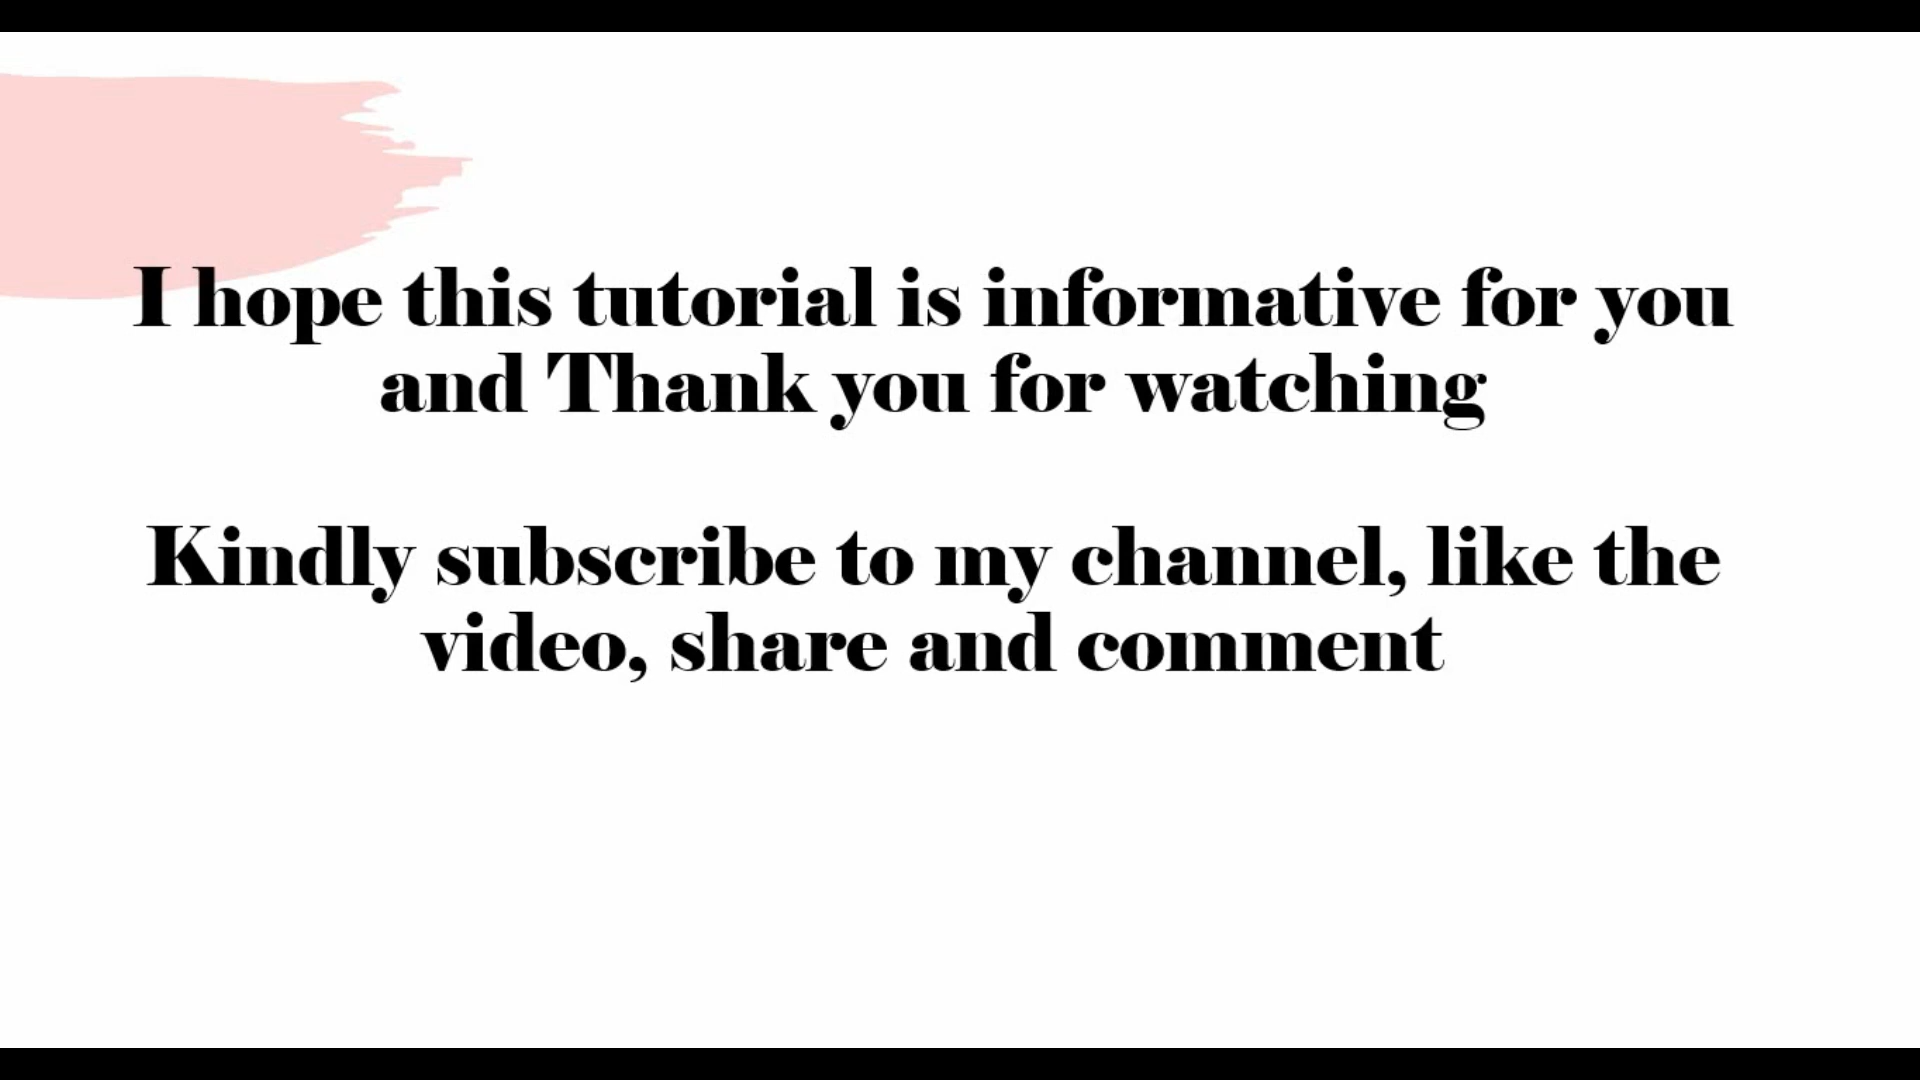 I hope this tutorial is informative for you
and Thank you for watching
Kindly subscribe to my channel, like the
video, share and comment